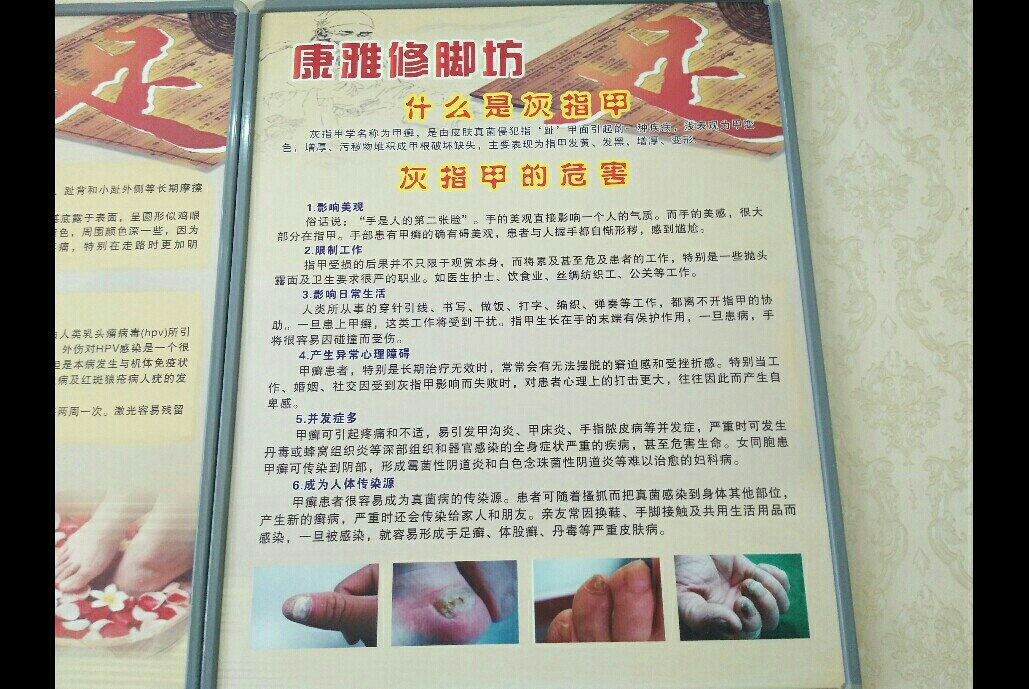 足
趾背和小趾外侧等长期摩擦
底露于表面，呈圆形似鸡眼
色，周围颜色深一些，因为
痛，特别在走路时更加明
人类乳头瘤病毒(hpv)所引
外伤对HPV感染是一个很
但是本病发生与机体免疫状
病及红斑狼疮病人疣的发
两周一次。激光容易残留
足
康雅修脚坊
什么是灰指甲
灰指甲学名称为甲癣，是由皮肤真菌侵犯指“趾”甲面引起的一种疾病，浅表现为甲变
色，增厚、污秽物堆积成甲根破坏缺失，主要表现为指甲发黄、发黑、增厚、变形
灰指甲的危害
1.影响美观
俗话说：“手是人的第二张脸”。手的美观直接影响一个人的气质。而手的美感，很大
部分在指甲。手部患有甲癣的确有碍美观，患者与人握手都自惭形秽，感到尴尬。
2.限制工作
指甲受损的后果并不只限于观赏本身，而将累及甚至危及患者的工作，特别是一些抛头
露面及卫生要求很严的职业。如医生护士、饮食业、丝绸纺织工、公关等工作。
3.影响日常生活
人类所从事的穿针引线、书写、做饭、打字、编织、弹奏等工作，都离不开指甲的协
助。。一旦患上甲癣，这类工作将受到干扰。。指甲生长在手的末端有保护作用，一旦患病，手
将很容易因碰撞而受伤。
4.产生异常心理障碍
甲癣患者，特别是长期治疗无效时，常常会有无法摆脱的窘迫感和受挫折感。特别当工
作、婚姻、社交因受到灰指甲影响而失败时，对患者心理上的打击更大，往往因此而产生自
卑感。
5.并发症多
甲癣可引起疼痛和不适，易引发甲沟炎、甲床炎、手指脓皮病等并发症，严重时可发生
丹毒或蜂窝组织炎等深部组织和器官感染的全身症状严重的疾病，甚至危害生命。女同胞患
甲癣可传染到阴部，形成霉菌性阴道炎和白色念珠菌性阴道炎等难以治愈的妇科病。
6.成为人体传染源
甲癣患者很容易成为真菌病的传染源。患者可随着搔抓而把真菌感染到身体其他部位，
产生新的癣病，严重时还会传染给家人和朋友。亲友常因换鞋、手脚接触及共用生活用品而
感染，一旦被感染，就容易形成手足癣、体股癣、丹毒等严重皮肤病。